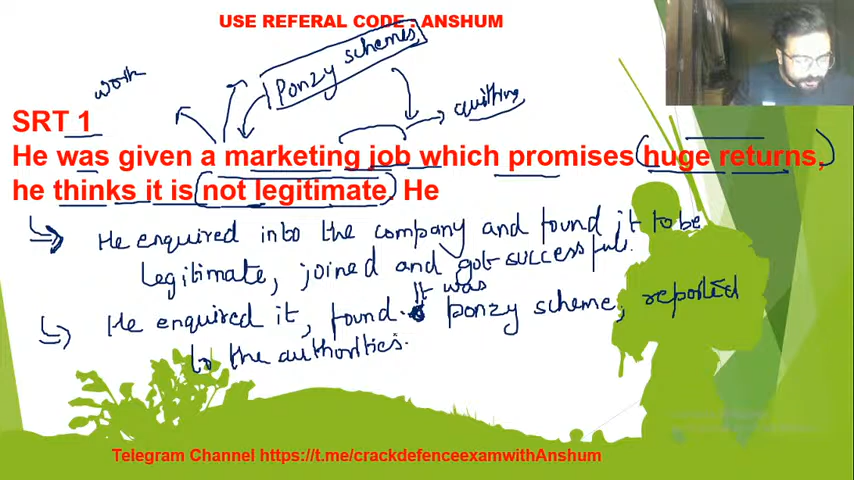 USE REFERAL CODE - ANSHUM
Ponzy schemes
work
quitting
SRT 1
He was given a marketing job which promises huge returns,
he thinks it is not legitimate. He
He enquired into the company and found it to be
legitimate, joined and got successful.
It was
He enquired it, found ponzy scheme, reported
to the authorities.
Telegram Channel https://t.me/crackdefenceexamwithAnshum